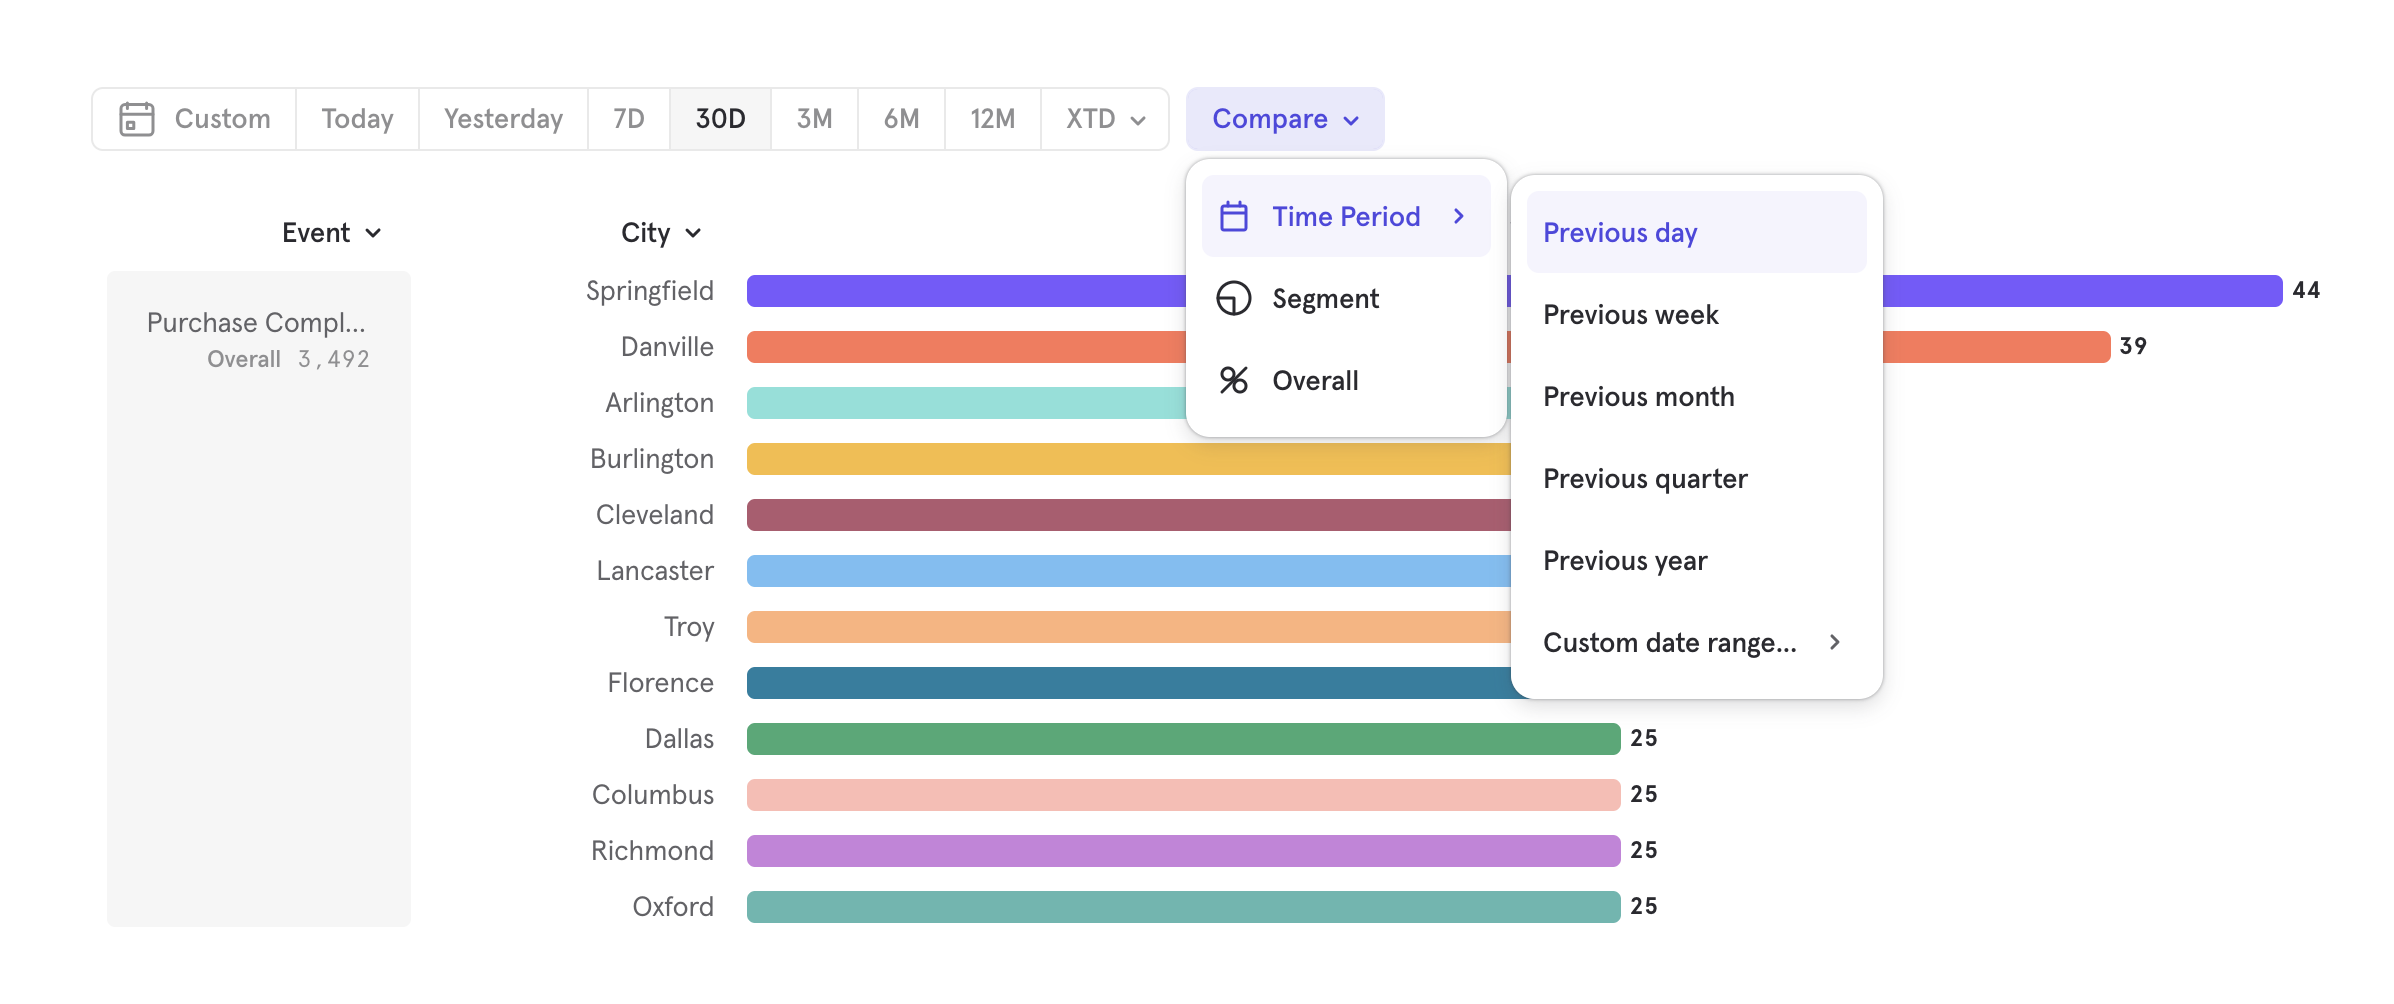 Custom Today Yesterday 7D 30D 3M 6M 12M XTD Compare
Event City
Time Period
Segment
Overall
Previous day
Previous week
Previous month
Previous quarter
Previous year
Custom date range...
Purchase Compl...
Overall 3,492
Springfield 44
Danville 39
Arlington
Burlington
Cleveland
Lancaster
Troy
Florence
Dallas 25
Columbus 25
Richmond 25
Oxford 25